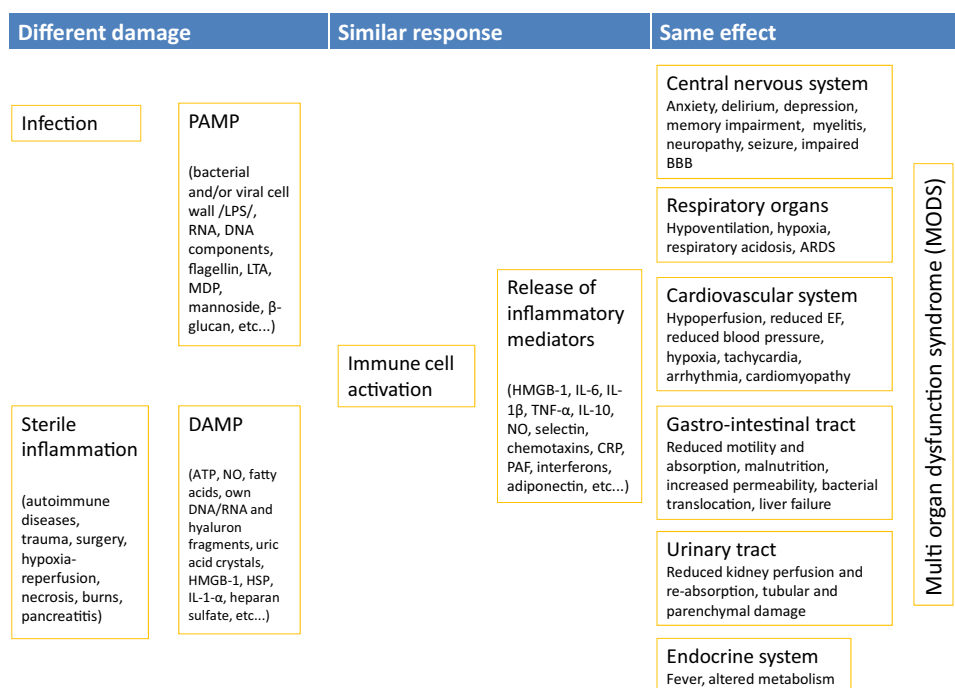 Different damage
Similar response
Same effect
Infection
PAMP
(bacterial
and/or viral cell
wall /LPS/,
RNA, DNA
components,
flagellin, LTA,
MDP,
mannoside, β-
glucan, etc...)
Sterile
inflammation
(autoimmune
diseases,
trauma, surgery,
hypoxia-
reperfusion,
necrosis, burns,
pancreatitis)
DAMP
(ATP, NO, fatty
acids, own
DNA/RNA and
hyaluron
fragments, uric
acid crystals,
HMGB-1, HSP,
IL-1-α, heparan
sulfate, etc...)
Immune cell
activation
Release of
inflammatory
mediators
(HMGB-1, IL-6, IL-
1β, TNF-α, IL-10,
NO, selectin,
chemotaxins, CRP,
PAF, interferons,
adiponectin, etc...)
Central nervous system
Anxiety, delirium, depression,
memory impairment, myelitis,
neuropathy, seizure, impaired
BBB
Respiratory organs
Hypoventilation, hypoxia,
respiratory acidosis, ARDS
Cardiovascular system
Hypoperfusion, reduced EF,
reduced blood pressure,
hypoxia, tachycardia,
arrhythmia, cardiomyopathy
Gastro-intestinal tract
Reduced motility and
absorption, malnutrition,
increased permeability, bacterial
translocation, liver failure
Urinary tract
Reduced kidney perfusion and
re-absorption, tubular and
parenchymal damage
Endocrine system
Fever, altered metabolism
Multi organ dysfunction syndrome (MODS)